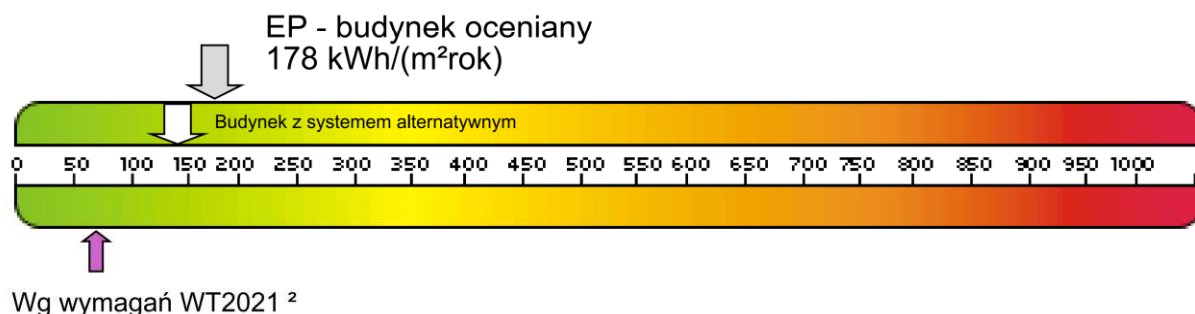 EP - budynek oceniany
178 kWh/(m²rok)
Budynek z systemem alternatywnym
0 50 100 150 200 250 300 350 400 450 500 550 600 650 700 750 800 850 900 950 1000
Wg wymagań WT2021 ²